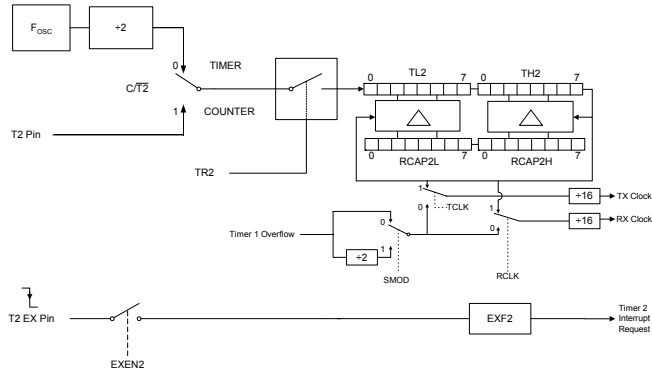 FOSC
÷2
0
TIMER
C/T2
1
COUNTER
T2 Pin
TR2
TL2
TH2
0
7
0
7
0
7
0
7
RCAP2L
RCAP2H
1
TCLK
0
÷16
TX Clock
1
÷16
RX Clock
0
Timer 1 Overflow
0
÷2
1
SMOD
RCLK
T2 EX Pin
EXEN2
EXF2
Timer 2
Interrupt
Request